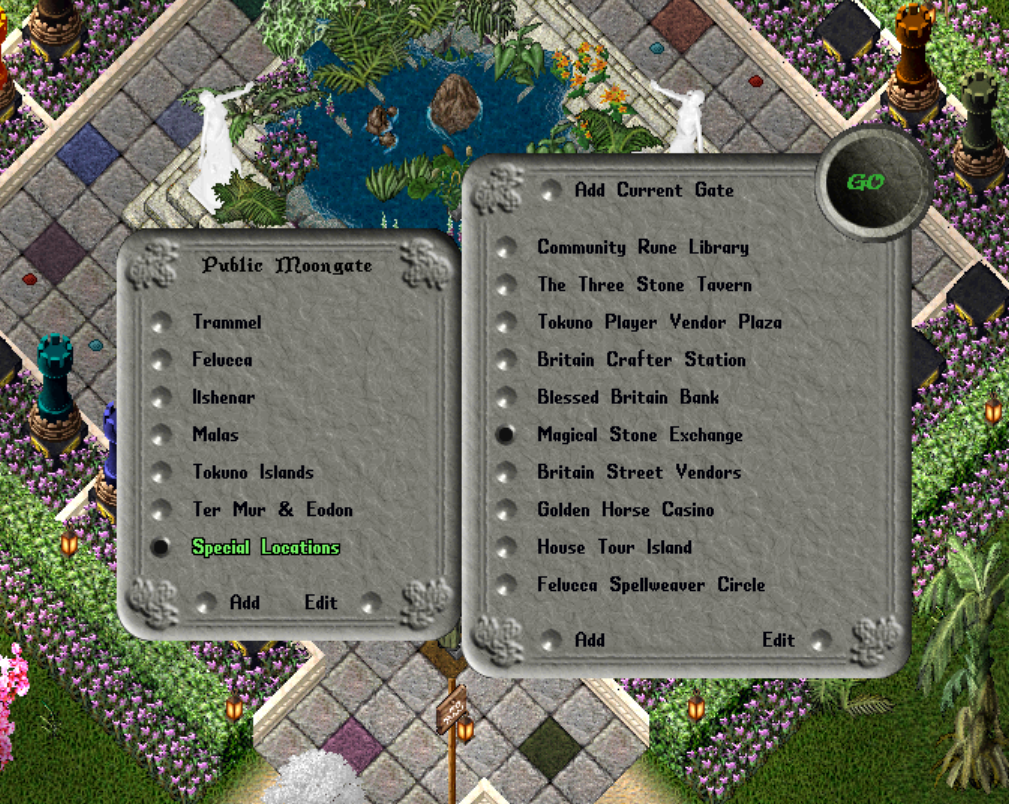 Public Moongate
Trammel
Felucca
Ilshenar
Malas
Tokuno Islands
Ter Mur & Eodon
Special Locations
Add Edit
Add Current Gate
GO
Community Rune Library
The Three Stone Tavern
Tokuno Player Vendor Plaza
Britain Crafter Station
Blessed Britain Bank
Magical Stone Exchange
Britain Street Vendors
Golden Horse Casino
House Tour Island
Felucca Spellweaver Circle
Add Edit